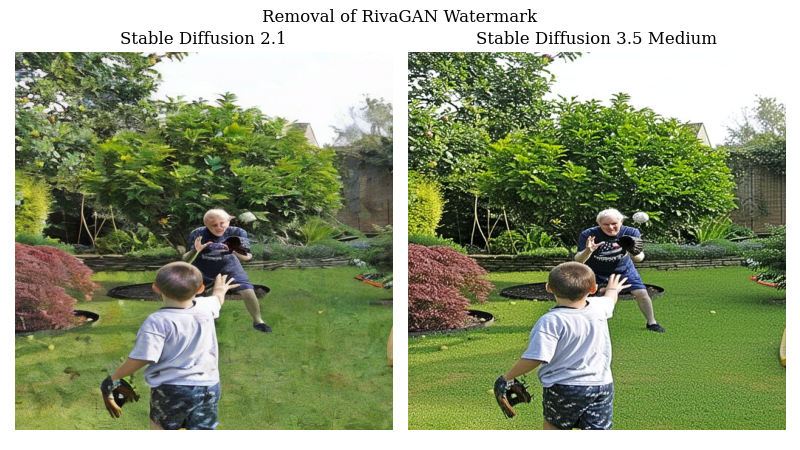 Removal of RivaGAN Watermark
Stable Diffusion 2.1
Stable Diffusion 3.5 Medium